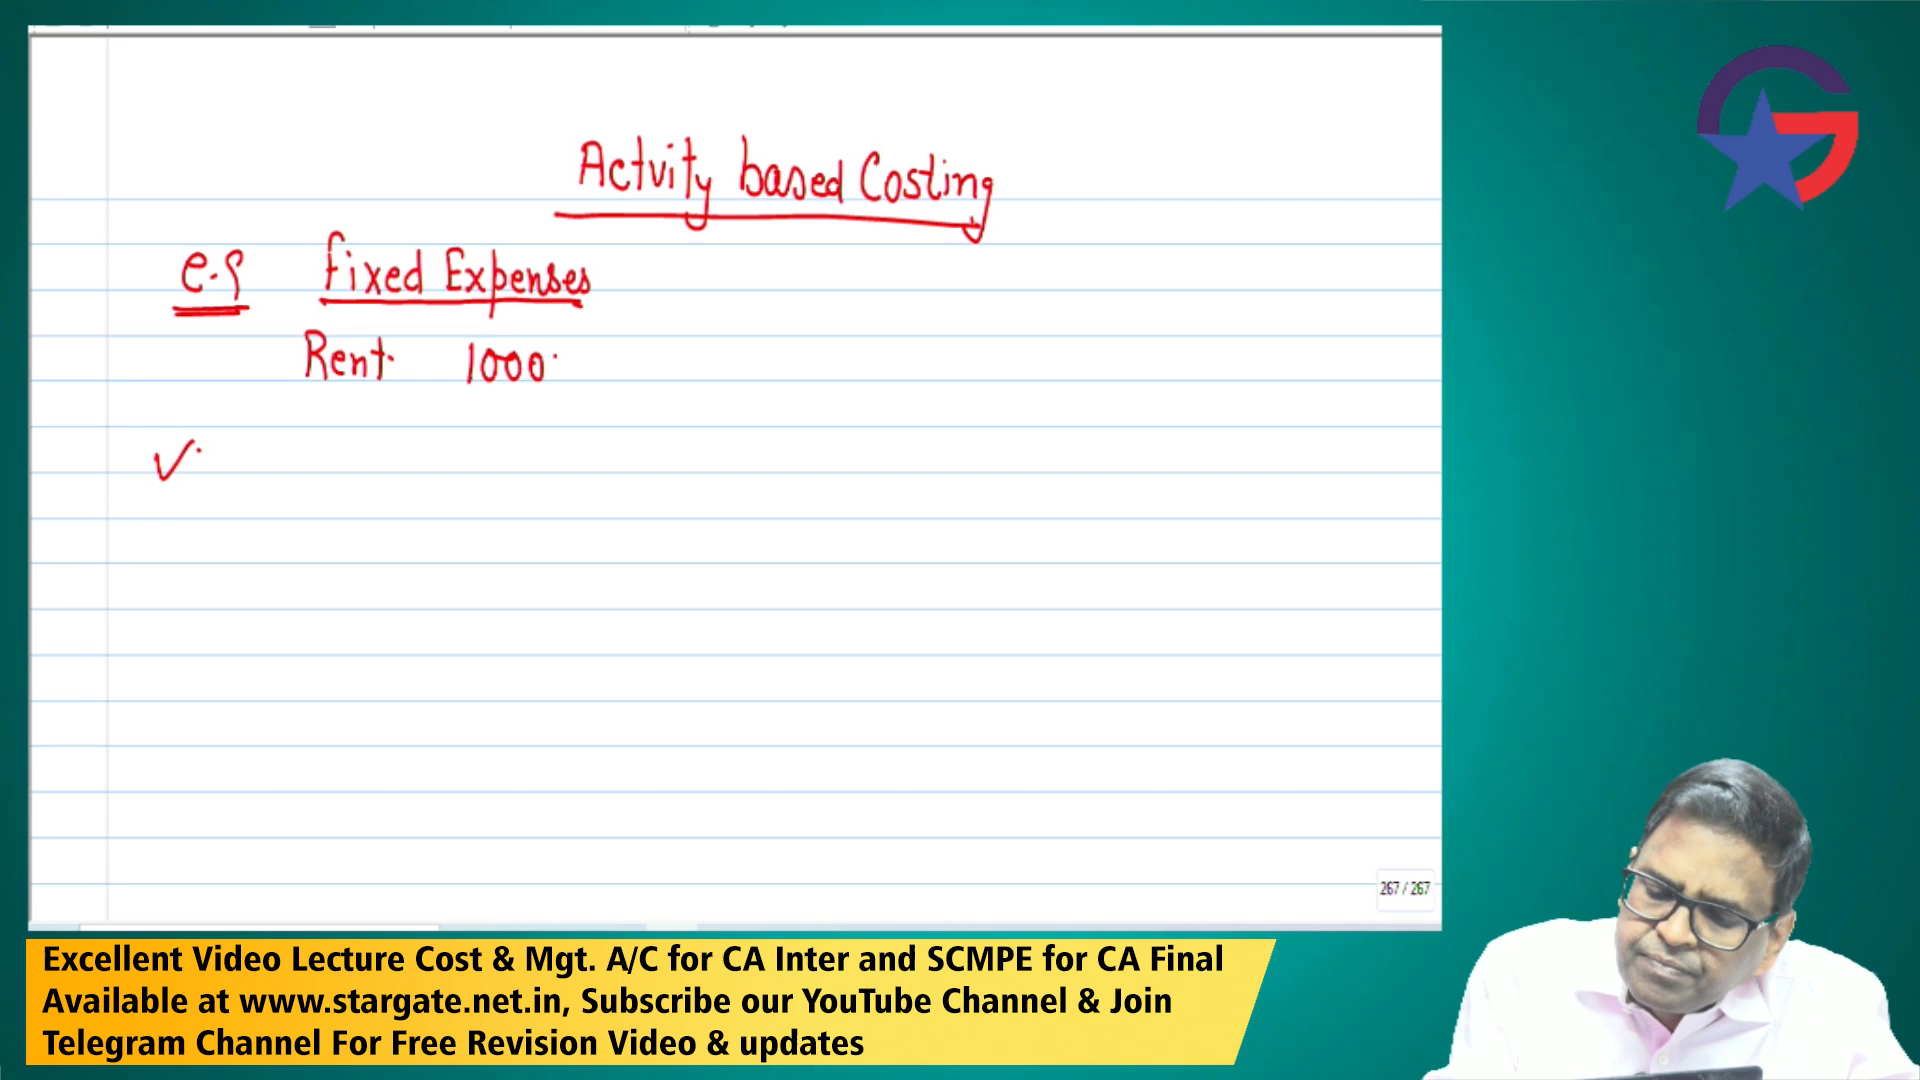 Actvity based Costing
e.g Fixed Expenses
Rent 1000
267 / 267
Excellent Video Lecture Cost & Mgt. A/C for CA Inter and SCMPE for CA Final
Available at www.stargate.net.in, Subscribe our YouTube Channel & Join
Telegram Channel For Free Revision Video & updates